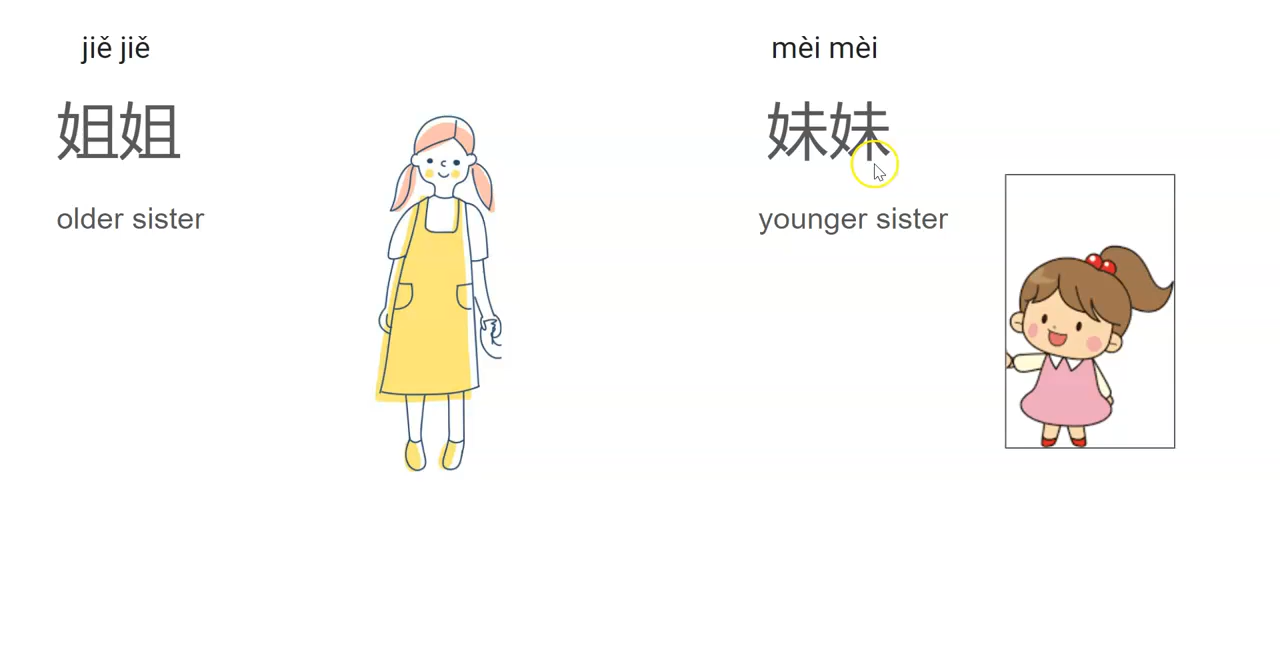 jiě jiě
姐姐
older sister
mèi mèi
妹妹
younger sister